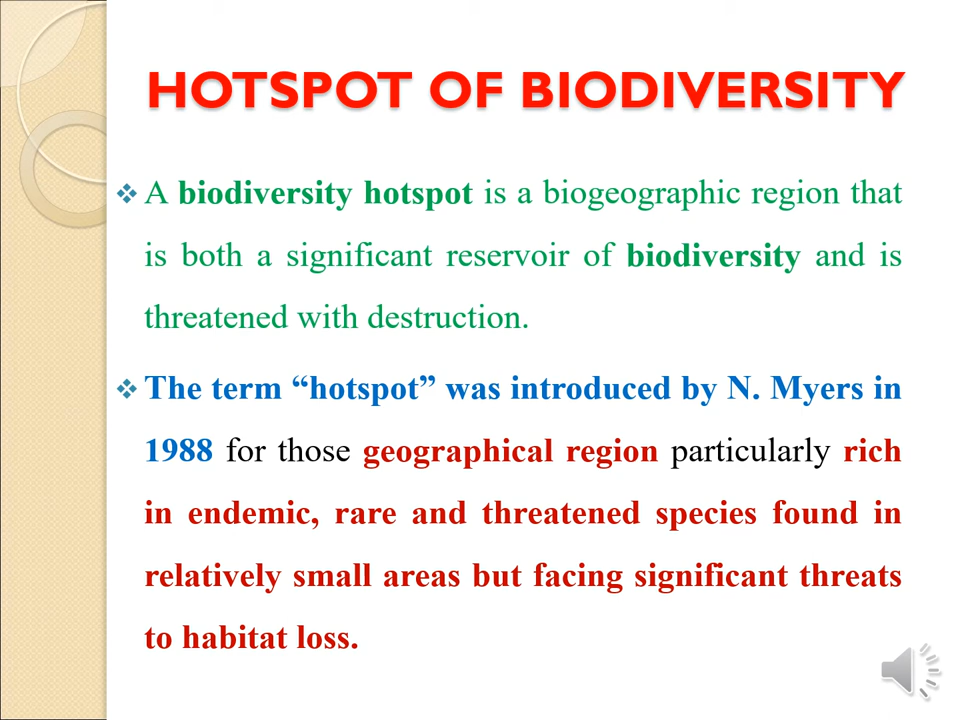 HOTSPOT OF BIODIVERSITY
❖ A biodiversity hotspot is a biogeographic region that
is both a significant reservoir of biodiversity and is
threatened with destruction.
❖ The term “hotspot” was introduced by N. Myers in
1988 for those geographical region particularly rich
in endemic, rare and threatened species found in
relatively small areas but facing significant threats
to habitat loss.